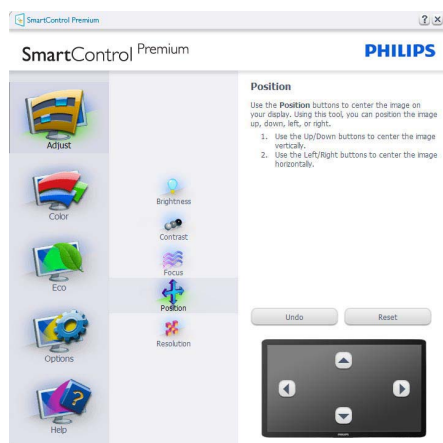 SmartControl Premium
SmartControl Premium
PHILIPS
Adjust
Color
Eco
Options
Help
Brightness
Contrast
Focus
Position
Resolution
Position
Use the Position buttons to center the image on
your display. Using this tool, you can position the image
up, down, left, or right.
1. Use the Up/Down buttons to center the image
vertically.
2. Use the Left/Right buttons to center the image
horizontally.
Undo
Reset
PHILIPS